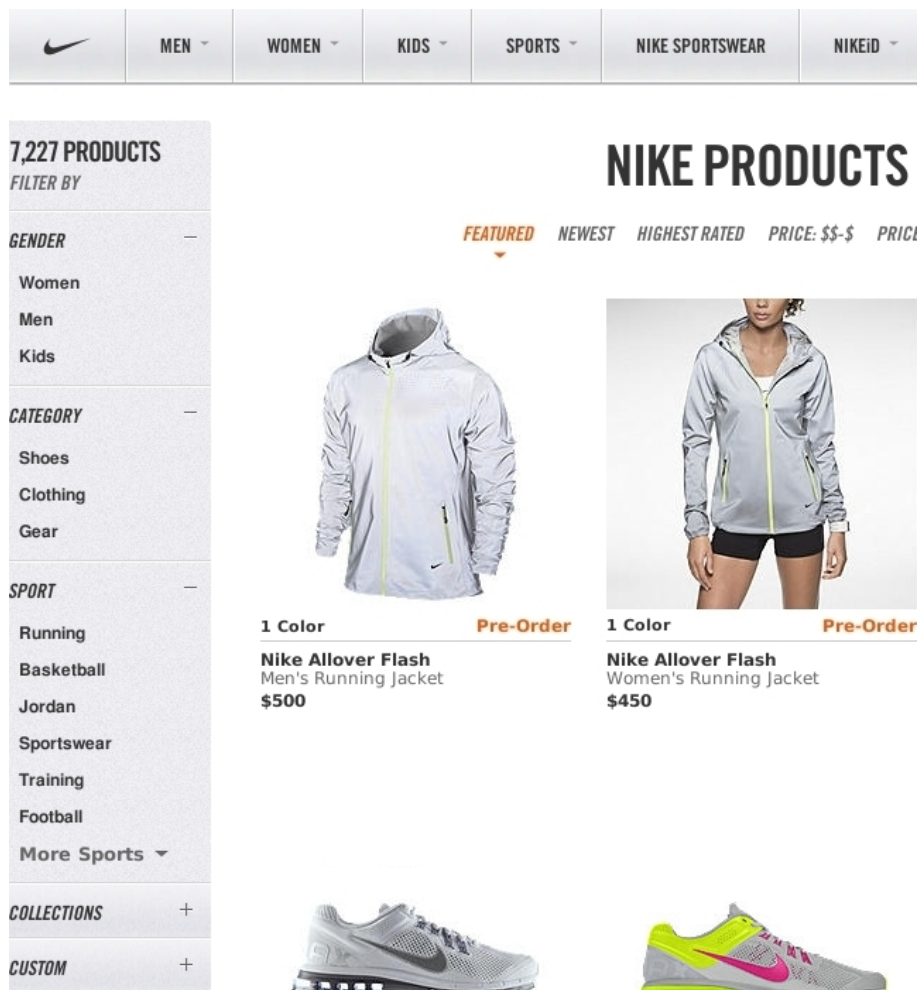 MEN
WOMEN
KIDS
SPORTS
NIKE SPORTSWEAR
NIKEiD
7,227 PRODUCTS
FILTER BY
GENDER
Women
Men
Kids
CATEGORY
Shoes
Clothing
Gear
SPORT
Running
Basketball
Jordan
Sportswear
Training
Football
More Sports
COLLECTIONS
CUSTOM
NIKE PRODUCTS
FEATURED NEWEST HIGHEST RATED PRICE: $$-$ PRICE
1 Color Pre-Order
Nike Allover Flash
Men's Running Jacket
$500
1 Color Pre-Order
Nike Allover Flash
Women's Running Jacket
$450